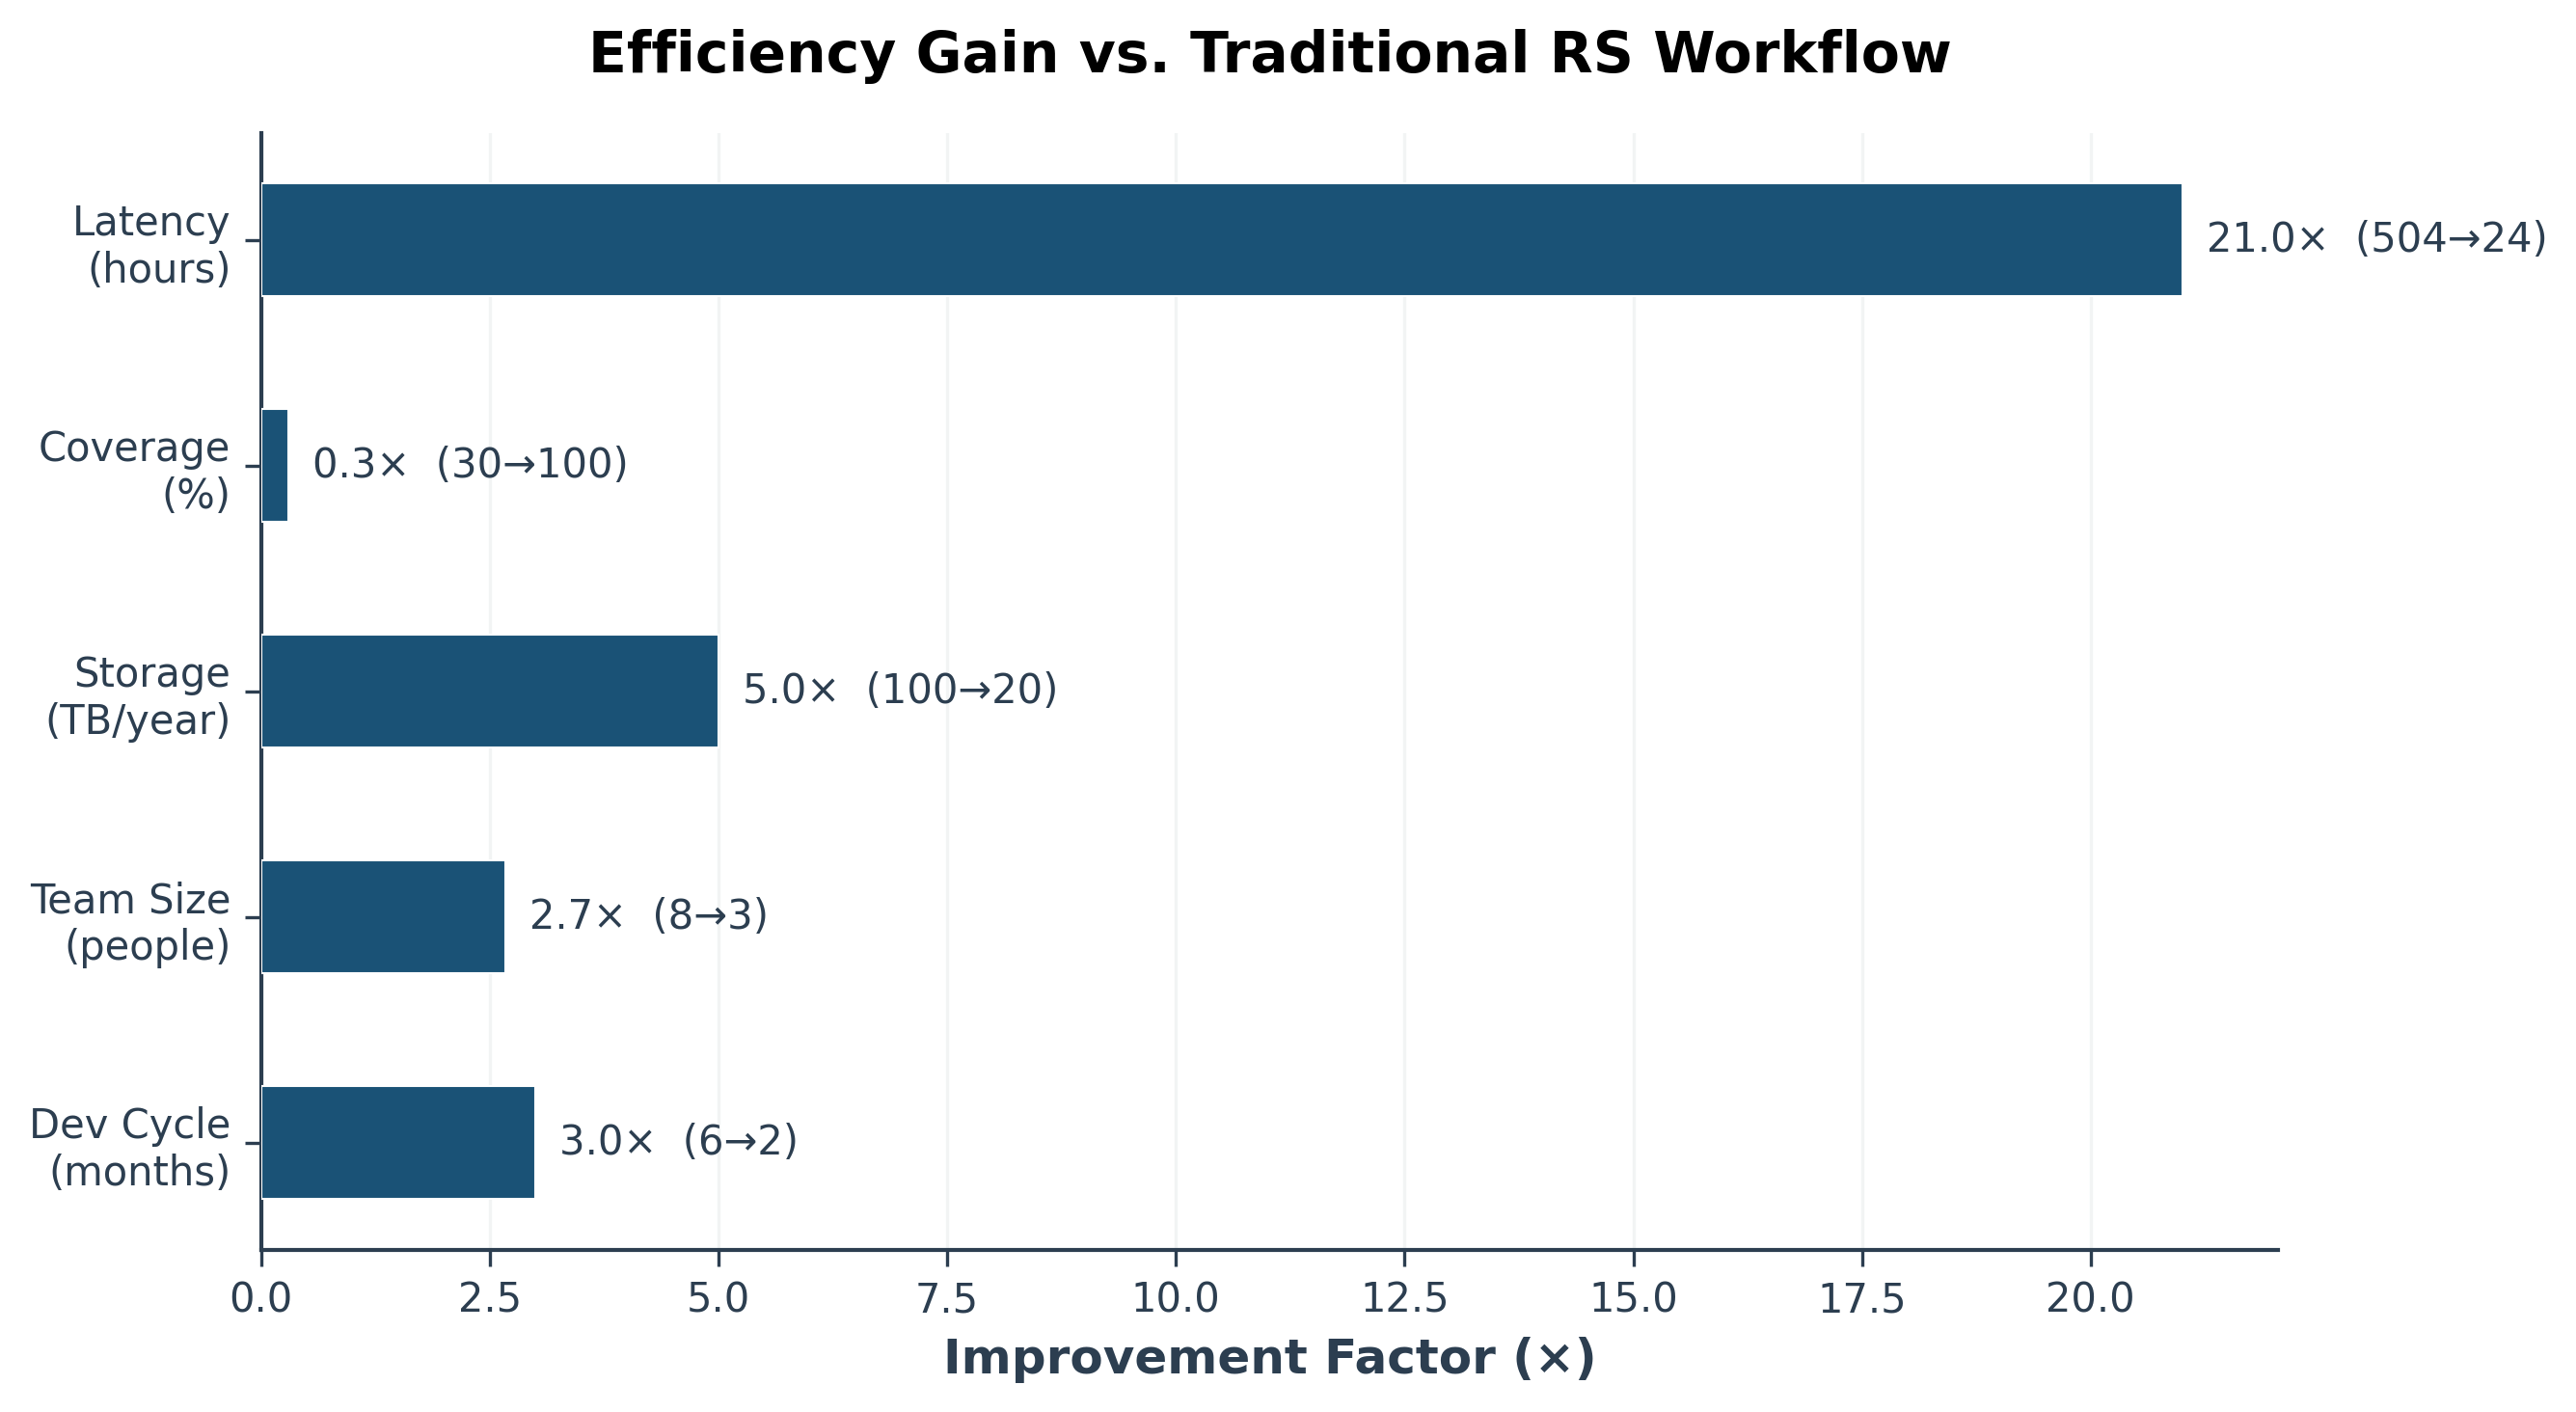 Efficiency Gain vs. Traditional RS Workflow
Latency
(hours)
21.0×  (504→24)
Coverage
(%)
0.3×  (30→100)
Storage
(TB/year)
5.0×  (100→20)
Team Size
(people)
2.7×  (8→3)
Dev Cycle
(months)
3.0×  (6→2)
0.0 2.5 5.0 7.5 10.0 12.5 15.0 17.5 20.0
Improvement Factor (×)